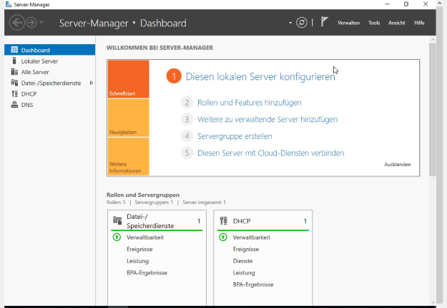 Server-Manager
Server-Manager • Dashboard
Verwalten Tools Ansicht Hilfe
Dashboard
Lokaler Server
Alle Server
Datei-/Speicherdienste
DHCP
DNS
WILLKOMMEN BEI SERVER-MANAGER
Schnellstart
Neuigkeiten
Weitere
Informationen
1 Diesen lokalen Server konfigurieren
2 Rollen und Features hinzufügen
3 Weitere zu verwaltende Server hinzufügen
4 Servergruppe erstellen
5 Diesen Server mit Cloud-Diensten verbinden
Ausblenden
Rollen und Servergruppen
Rollen: 3 | Servergruppen: 1 | Server insgesamt: 1
Datei-/
Speicherdienste 1
Verwaltbarkeit
Ereignisse
Leistung
BPA-Ergebnisse
DHCP 1
Verwaltbarkeit
Ereignisse
Dienste
Leistung
BPA-Ergebnisse